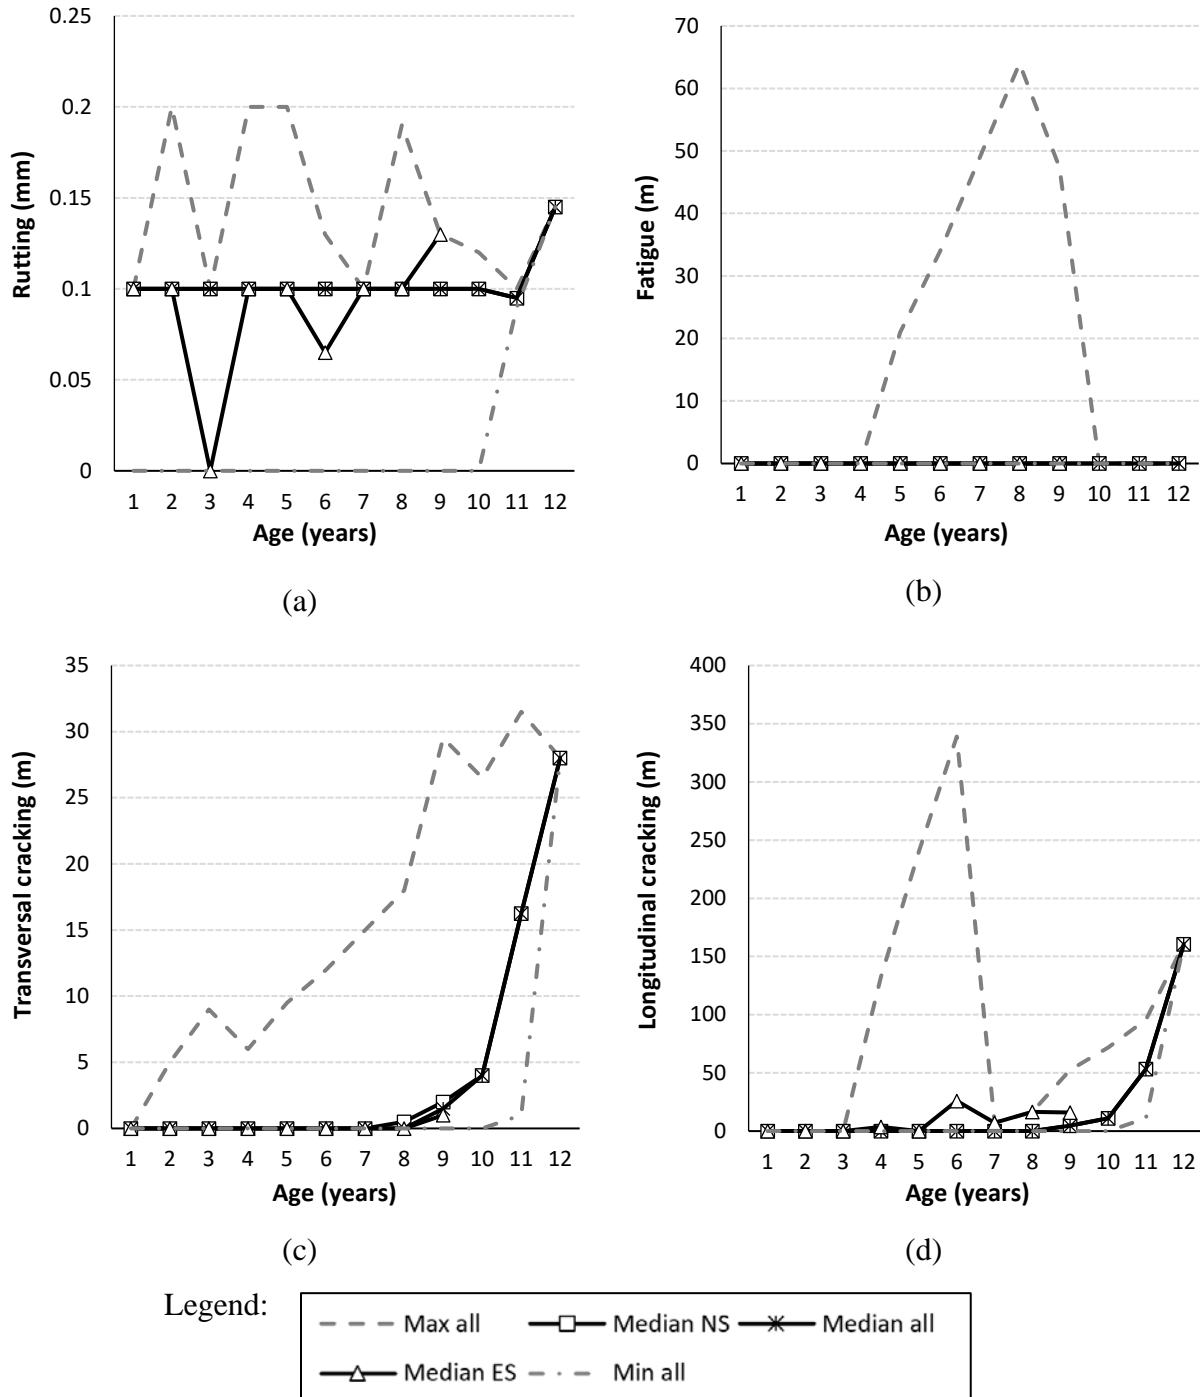 0.25
0.2
0.15
0.1
0.05
0
Rutting (mm)
1 2 3 4 5 6 7 8 9 10 11 12
Age (years)
(a)
70
60
50
40
30
20
10
0
Fatigue (m)
1 2 3 4 5 6 7 8 9 10 11 12
Age (years)
(b)
35
30
25
20
15
10
5
0
Transversal cracking (m)
1 2 3 4 5 6 7 8 9 10 11 12
Age (years)
(c)
400
350
300
250
200
150
100
50
0
Longitudinal cracking (m)
1 2 3 4 5 6 7 8 9 10 11 12
Age (years)
(d)
Legend:
Max all Median NS Median all
Median ES Min all